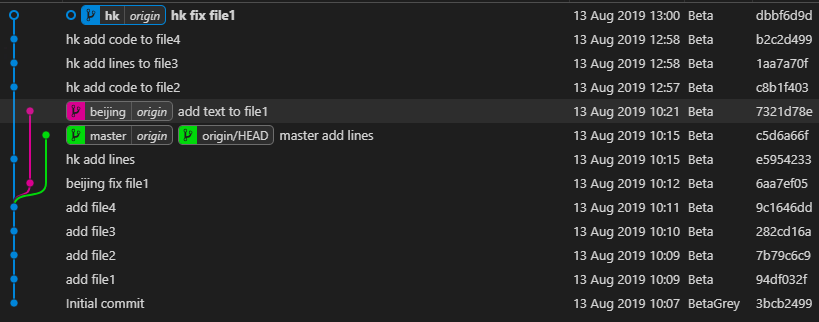 hk origin hk fix file1 13 Aug 2019 13:00 Beta dbbf6d9d
hk add code to file4 13 Aug 2019 12:58 Beta b2c2d499
hk add lines to file3 13 Aug 2019 12:58 Beta 1aa7a70f
hk add code to file2 13 Aug 2019 12:57 Beta c8b1f403
beijing origin add text to file1 13 Aug 2019 10:21 Beta 7321d78e
master origin origin/HEAD master add lines 13 Aug 2019 10:15 Beta c5d6a66f
hk add lines 13 Aug 2019 10:15 Beta e5954233
beijing fix file1 13 Aug 2019 10:12 Beta 6aa7ef05
add file4 13 Aug 2019 10:11 Beta 9c1646dd
add file3 13 Aug 2019 10:10 Beta 282cd16a
add file2 13 Aug 2019 10:09 Beta 7b79c6c9
add file1 13 Aug 2019 10:09 Beta 94df032f
Initial commit 13 Aug 2019 10:07 BetaGrey 3bcb2499